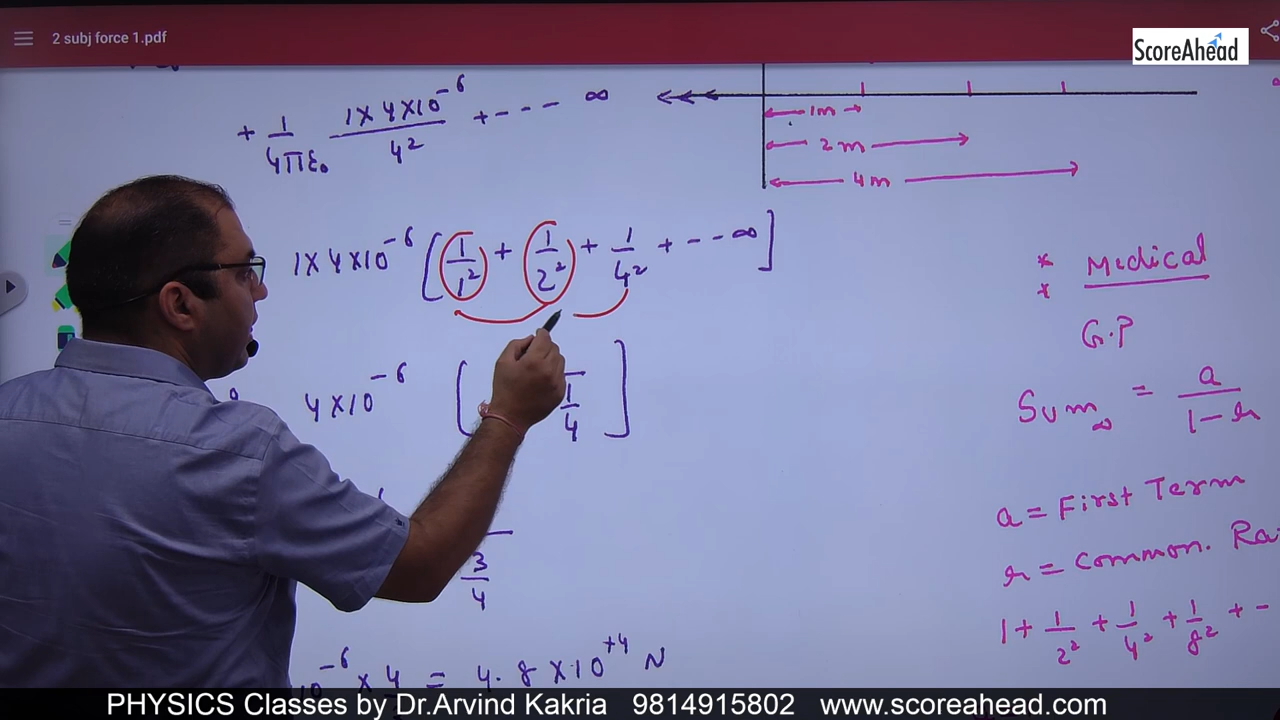 2 subj force 1.pdf
ScoreAhead
+ 1/4πε₀ 1×4×10⁻⁶/4² + - - - - ∞
1m
2m
4m
1×4×10⁻⁶ [ 1/1² + 1/2² + 1/4² + - - ∞ ]
4×10⁻⁶ [ 1/4 ]
3/4
10⁻⁶ × 4 = 4.8×10⁺⁴ N
* Medical
*
G.P
Sum∞ = a/1-r
a = First Term
r = Common. Ra
1 + 1/2² + 1/4² + 1/8² + -
PHYSICS Classes by Dr.Arvind Kakria 9814915802 www.scoreahead.com